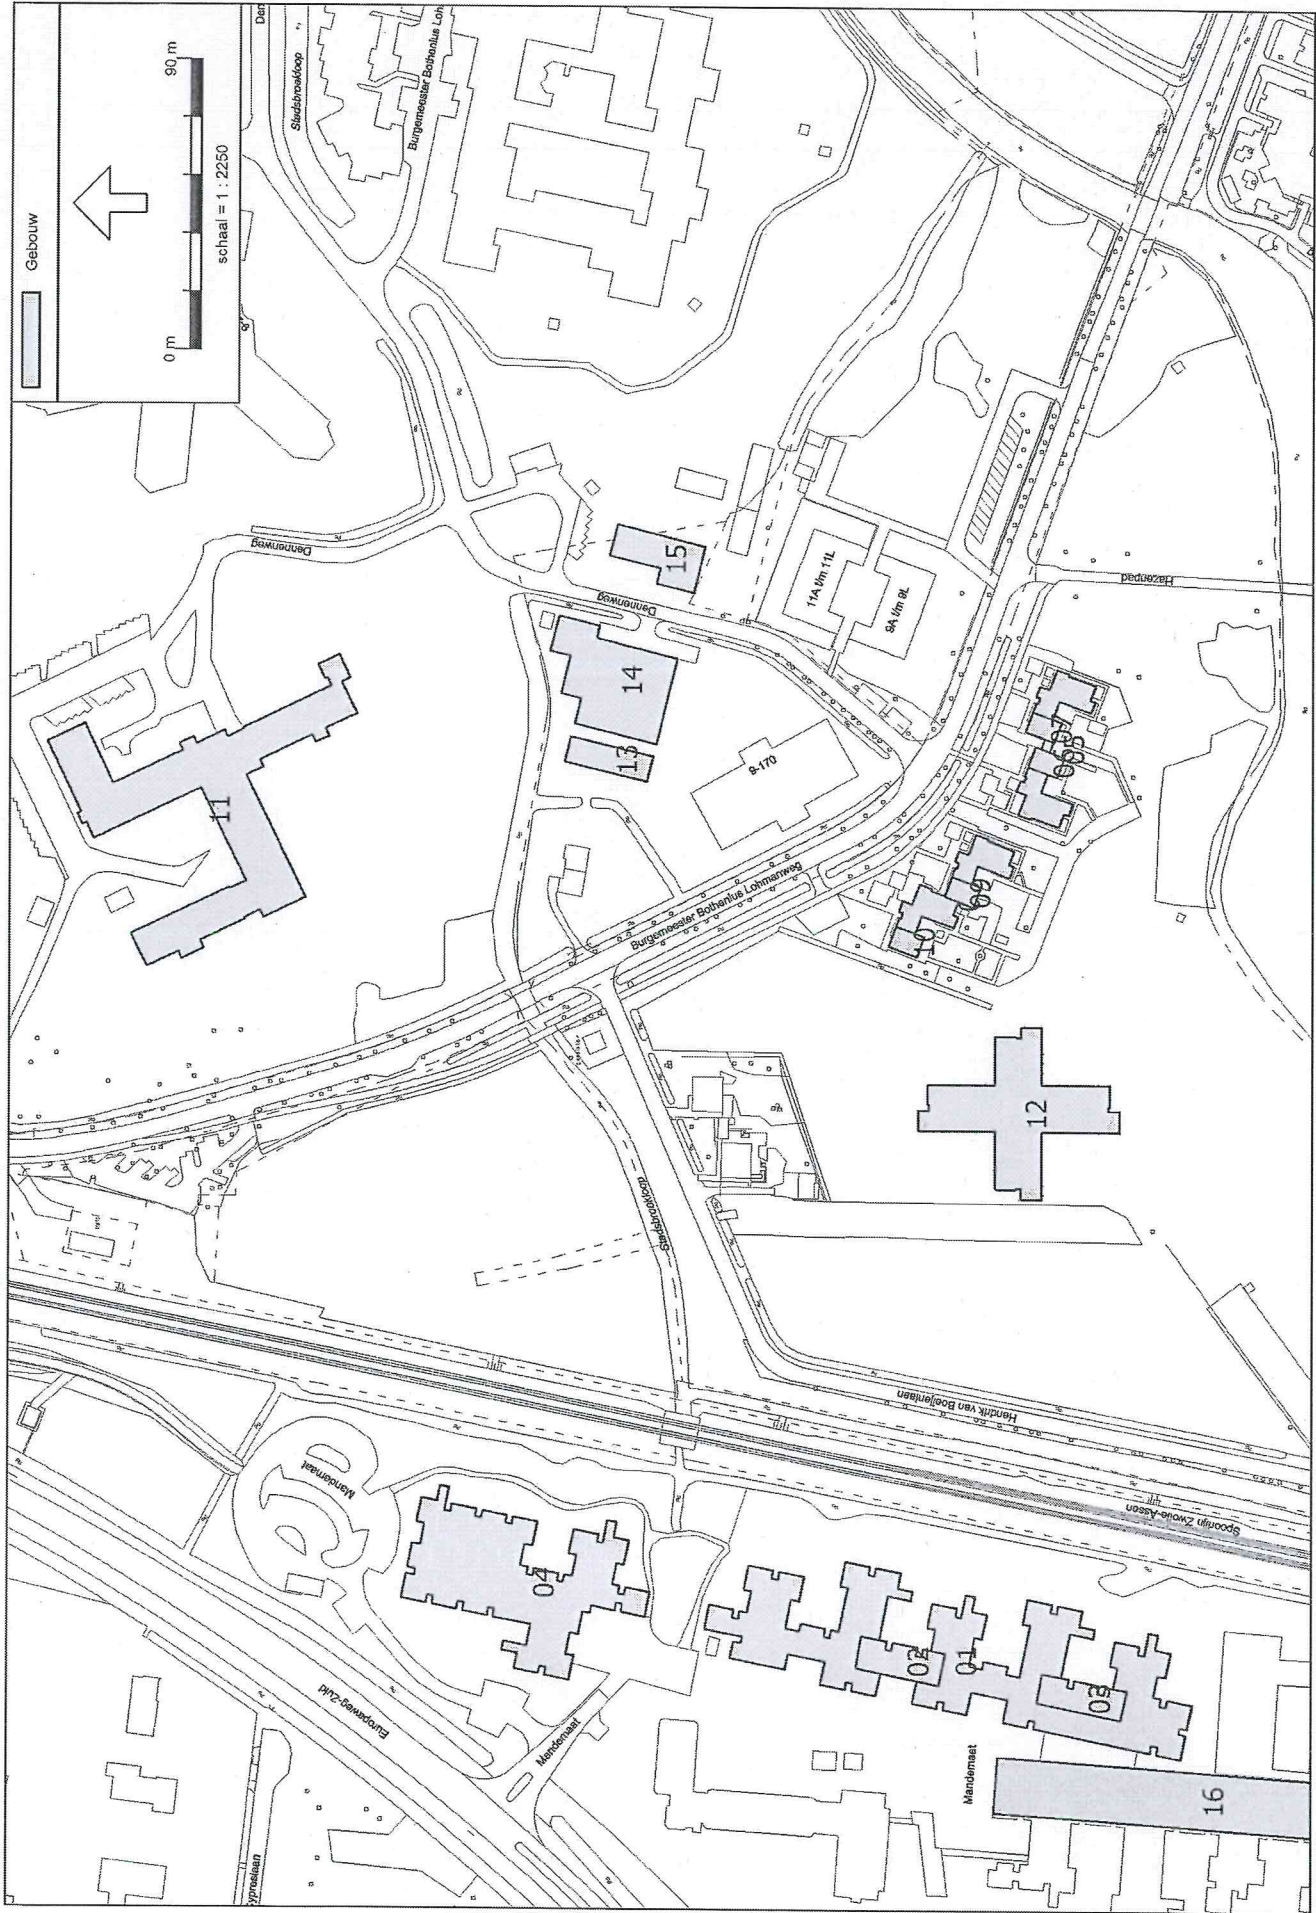 Gebouw
0 m
90 m
schaal = 1 : 2250
Stadsbroekloop
Dennenweg
11
15
14
13
9-170
Dennenweg
11A t/m 11L
9A t/m 9L
Hazenpad
Burgemeester Bothenius Lohmanweg
10
12
Stadsbroekloop
Hendrik van Boeijenlaan
Spoorlijn Zwolle-Assen
Mandemaat
04
Europaweg-Zuid
Mandemaat
02
01
03
Mandemaat
16